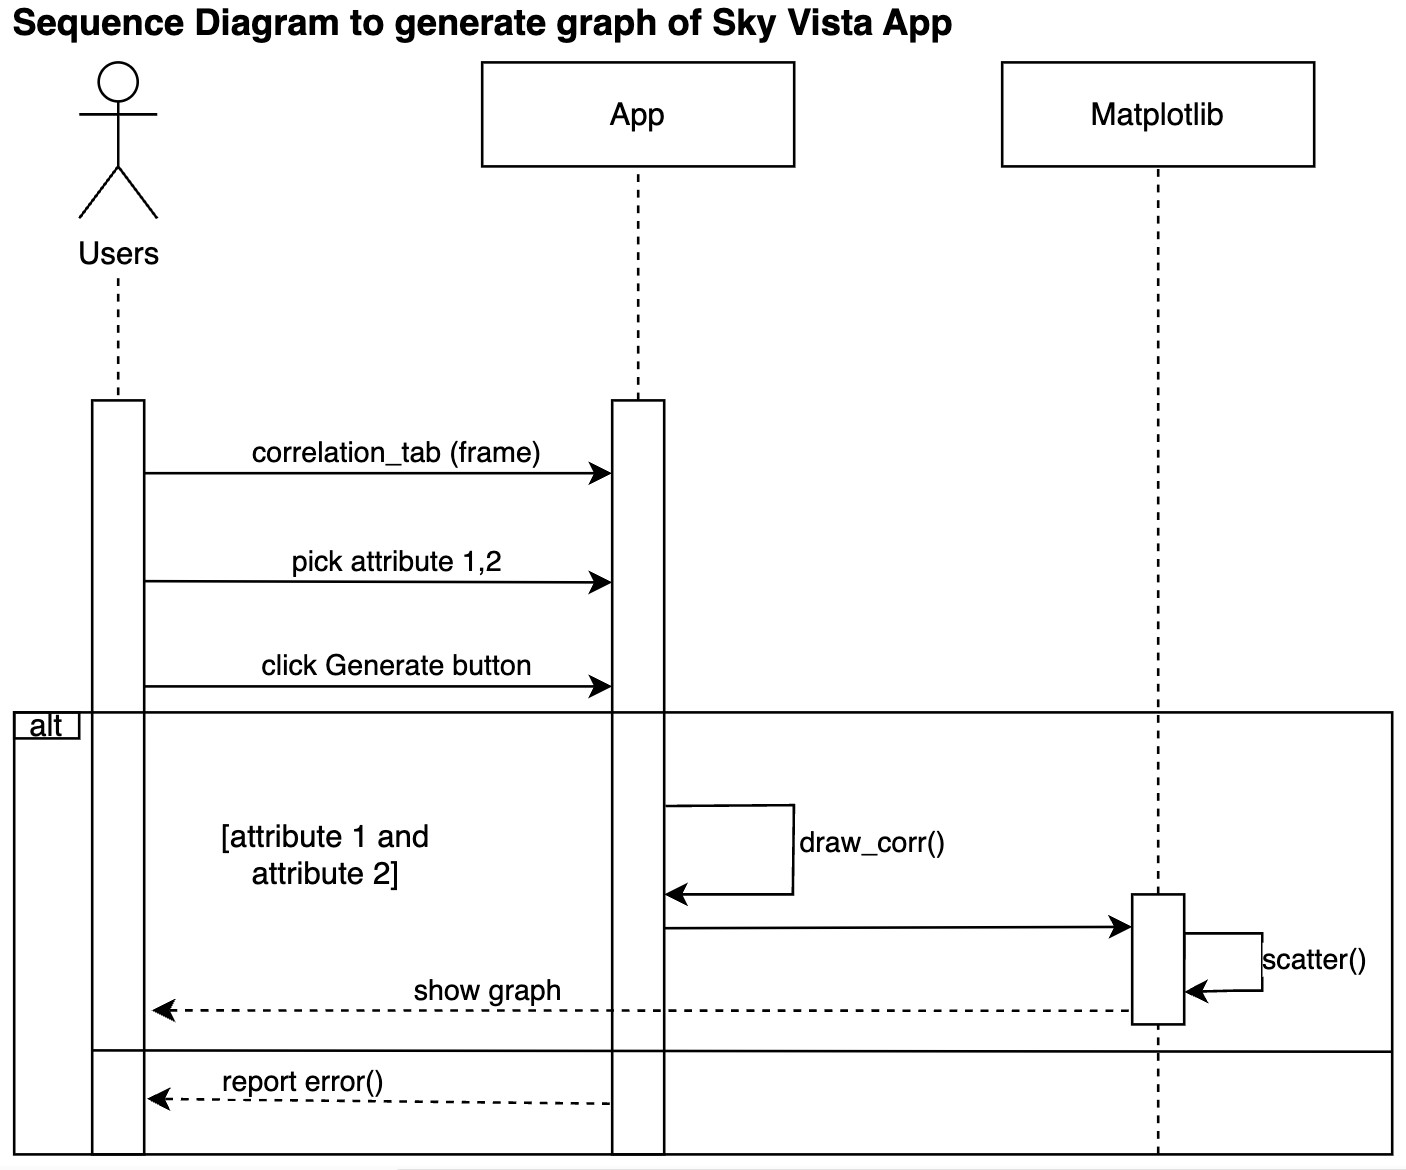 Sequence Diagram to generate graph of Sky Vista App
App
Matplotlib
Users
correlation_tab (frame)
pick attribute 1,2
click Generate button
alt
[attribute 1 and
attribute 2]
draw_corr()
scatter()
show graph
report error()